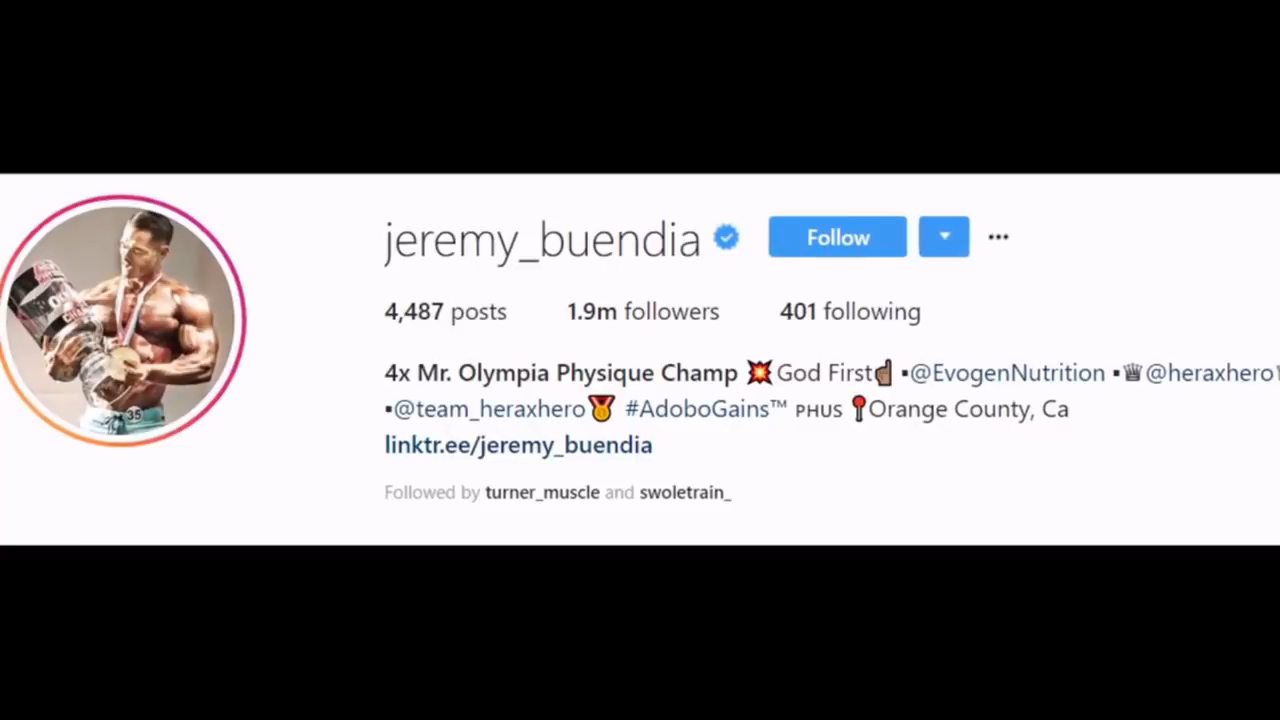 jeremy_buendia Follow
4,487 posts 1.9m followers 401 following
4x Mr. Olympia Physique Champ 💥God First☝🏽▪@EvogenNutrition ▪♕@heraxhero
▪@team_heraxhero🏅 #AdoboGains™ ᴘʜᴜs 📍Orange County, Ca
linktr.ee/jeremy_buendia
Followed by turner_muscle and swoletrain_
35